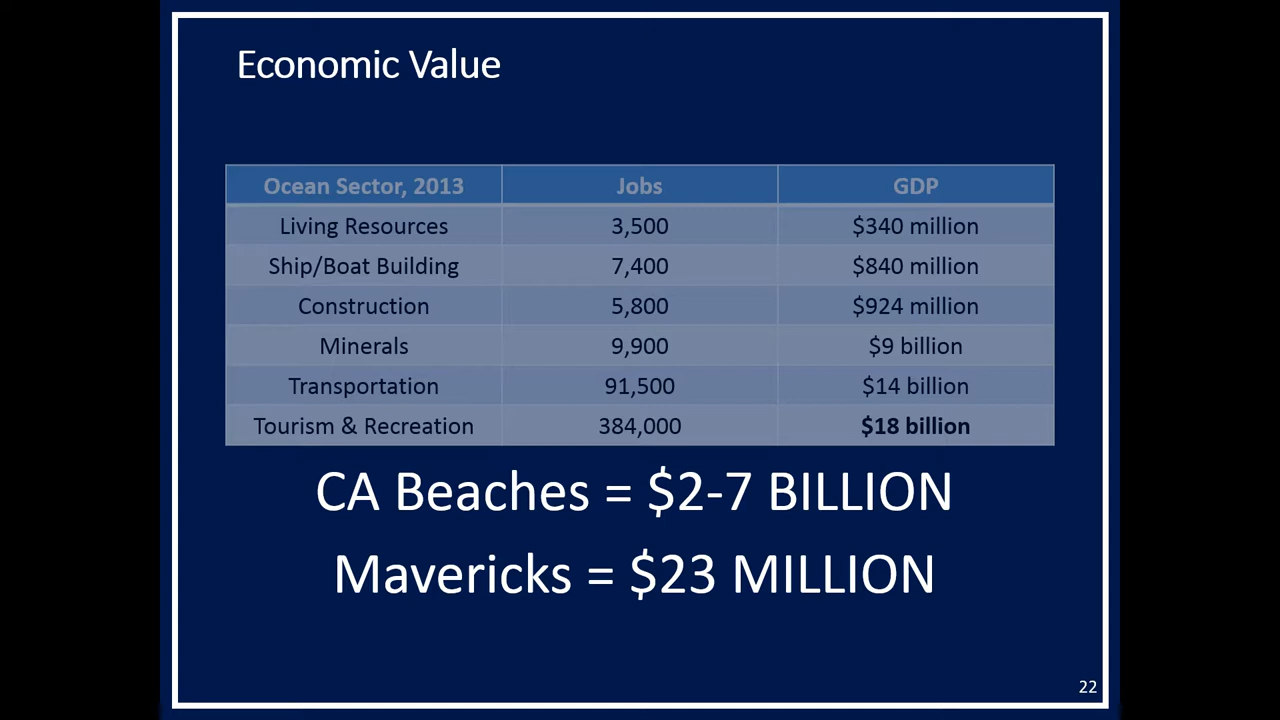 Economic Value
Ocean Sector, 2013 Jobs GDP
Living Resources 3,500 $340 million
Ship/Boat Building 7,400 $840 million
Construction 5,800 $924 million
Minerals 9,900 $9 billion
Transportation 91,500 $14 billion
Tourism & Recreation 384,000 $18 billion
CA Beaches = $2-7 BILLION
Mavericks = $23 MILLION
22